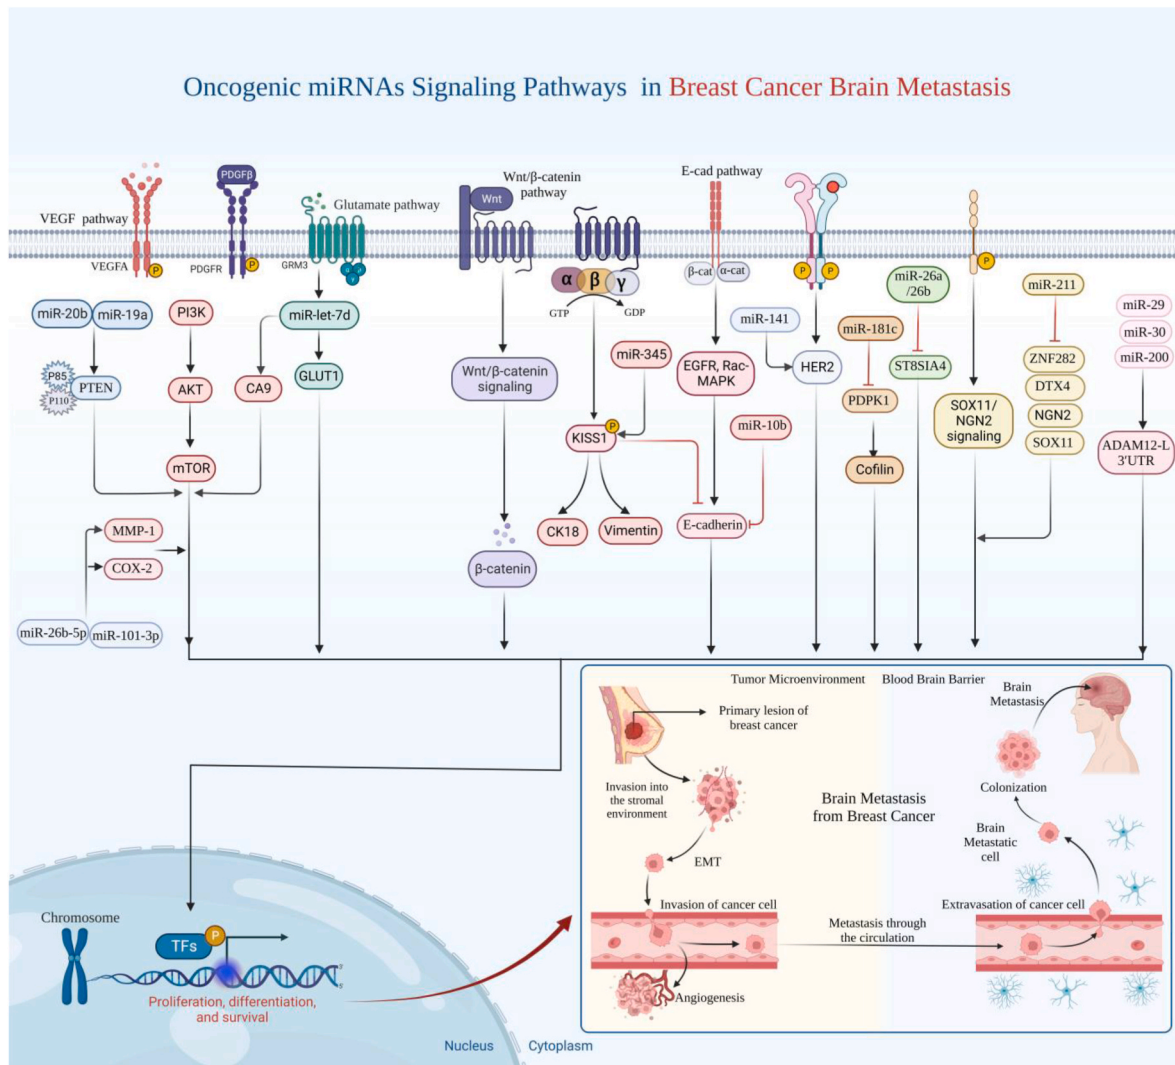 Oncogenic miRNAs Signaling Pathways in Breast Cancer Brain Metastasis
VEGF pathway
VEGFA
P
PDGFβ
PDGFR
P
Glutamate pathway
GRM3
α
β
γ
Wnt/β-catenin
pathway
Wnt
α
β
γ
GTP
GDP
E-cad pathway
β-cat
α-cat
P
P
P
miR-20b
miR-19a
P85
P110
PTEN
PI3K
AKT
mTOR
miR-let-7d
CA9
GLUT1
MMP-1
COX-2
miR-26b-5p
miR-101-3p
Wnt/β-catenin
signaling
β-catenin
miR-345
KISS1
P
CK18
Vimentin
EGFR, Rac-
MAPK
miR-10b
E-cadherin
miR-141
HER2
miR-181c
PDPK1
Cofilin
miR-26a
/26b
ST8SIA4
SOX11/
NGN2
signaling
miR-211
ZNF282
DTX4
NGN2
SOX11
miR-29
miR-30
miR-200
ADAM12-L
3'UTR
Tumor Microenvironment
Blood Brain Barrier
Primary lesion of
breast cancer
Invasion into
the stromal
environment
EMT
Invasion of cancer cell
Angiogenesis
Brain Metastasis
from Breast Cancer
Metastasis through
the circulation
Extravasation of cancer cell
Brain
Metastatic
cell
Colonization
Brain
Metastasis
Chromosome
TFs
P
Proliferation, differentiation,
and survival
Nucleus
Cytoplasm